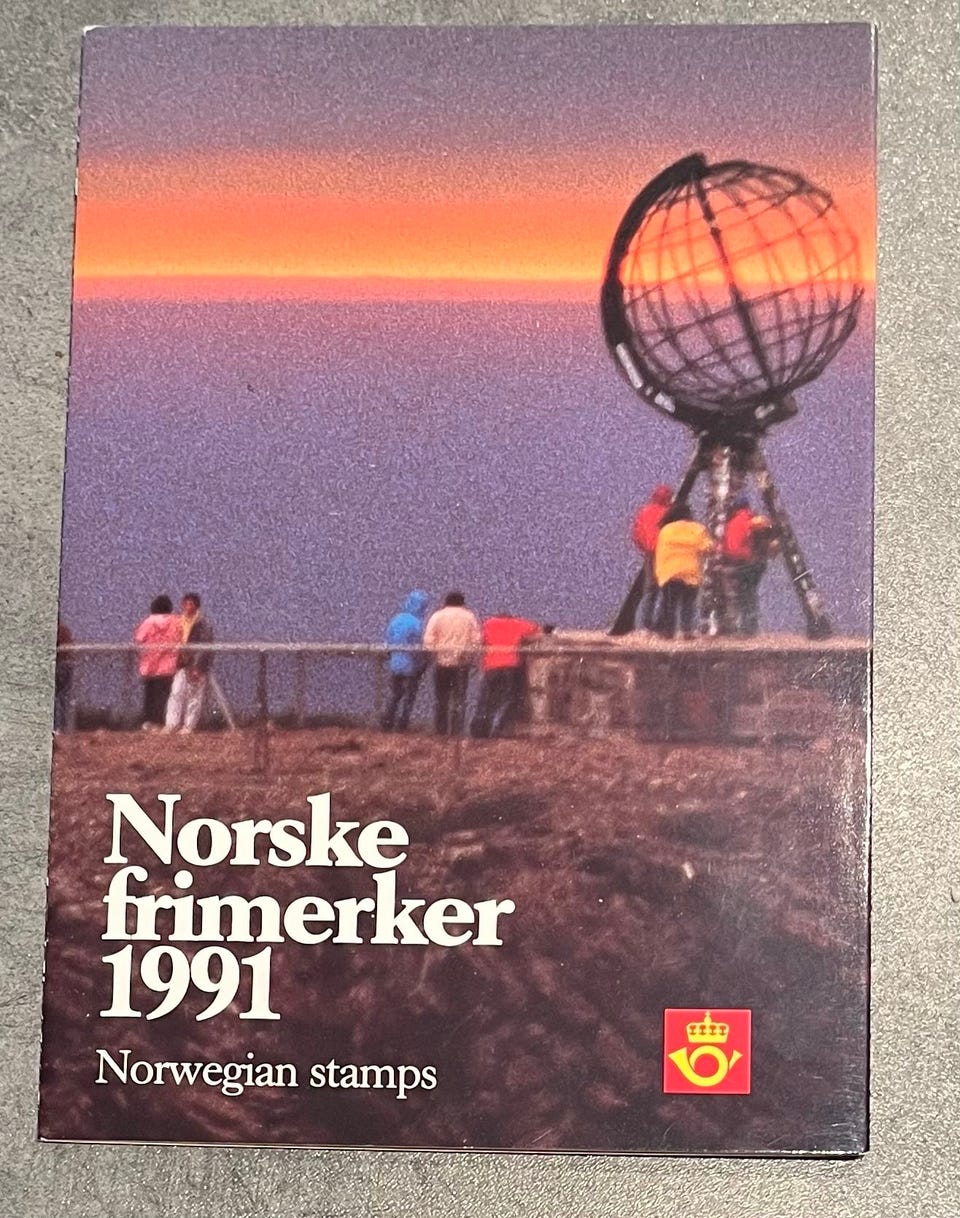 Norske
frimerker
1991
Norwegian stamps